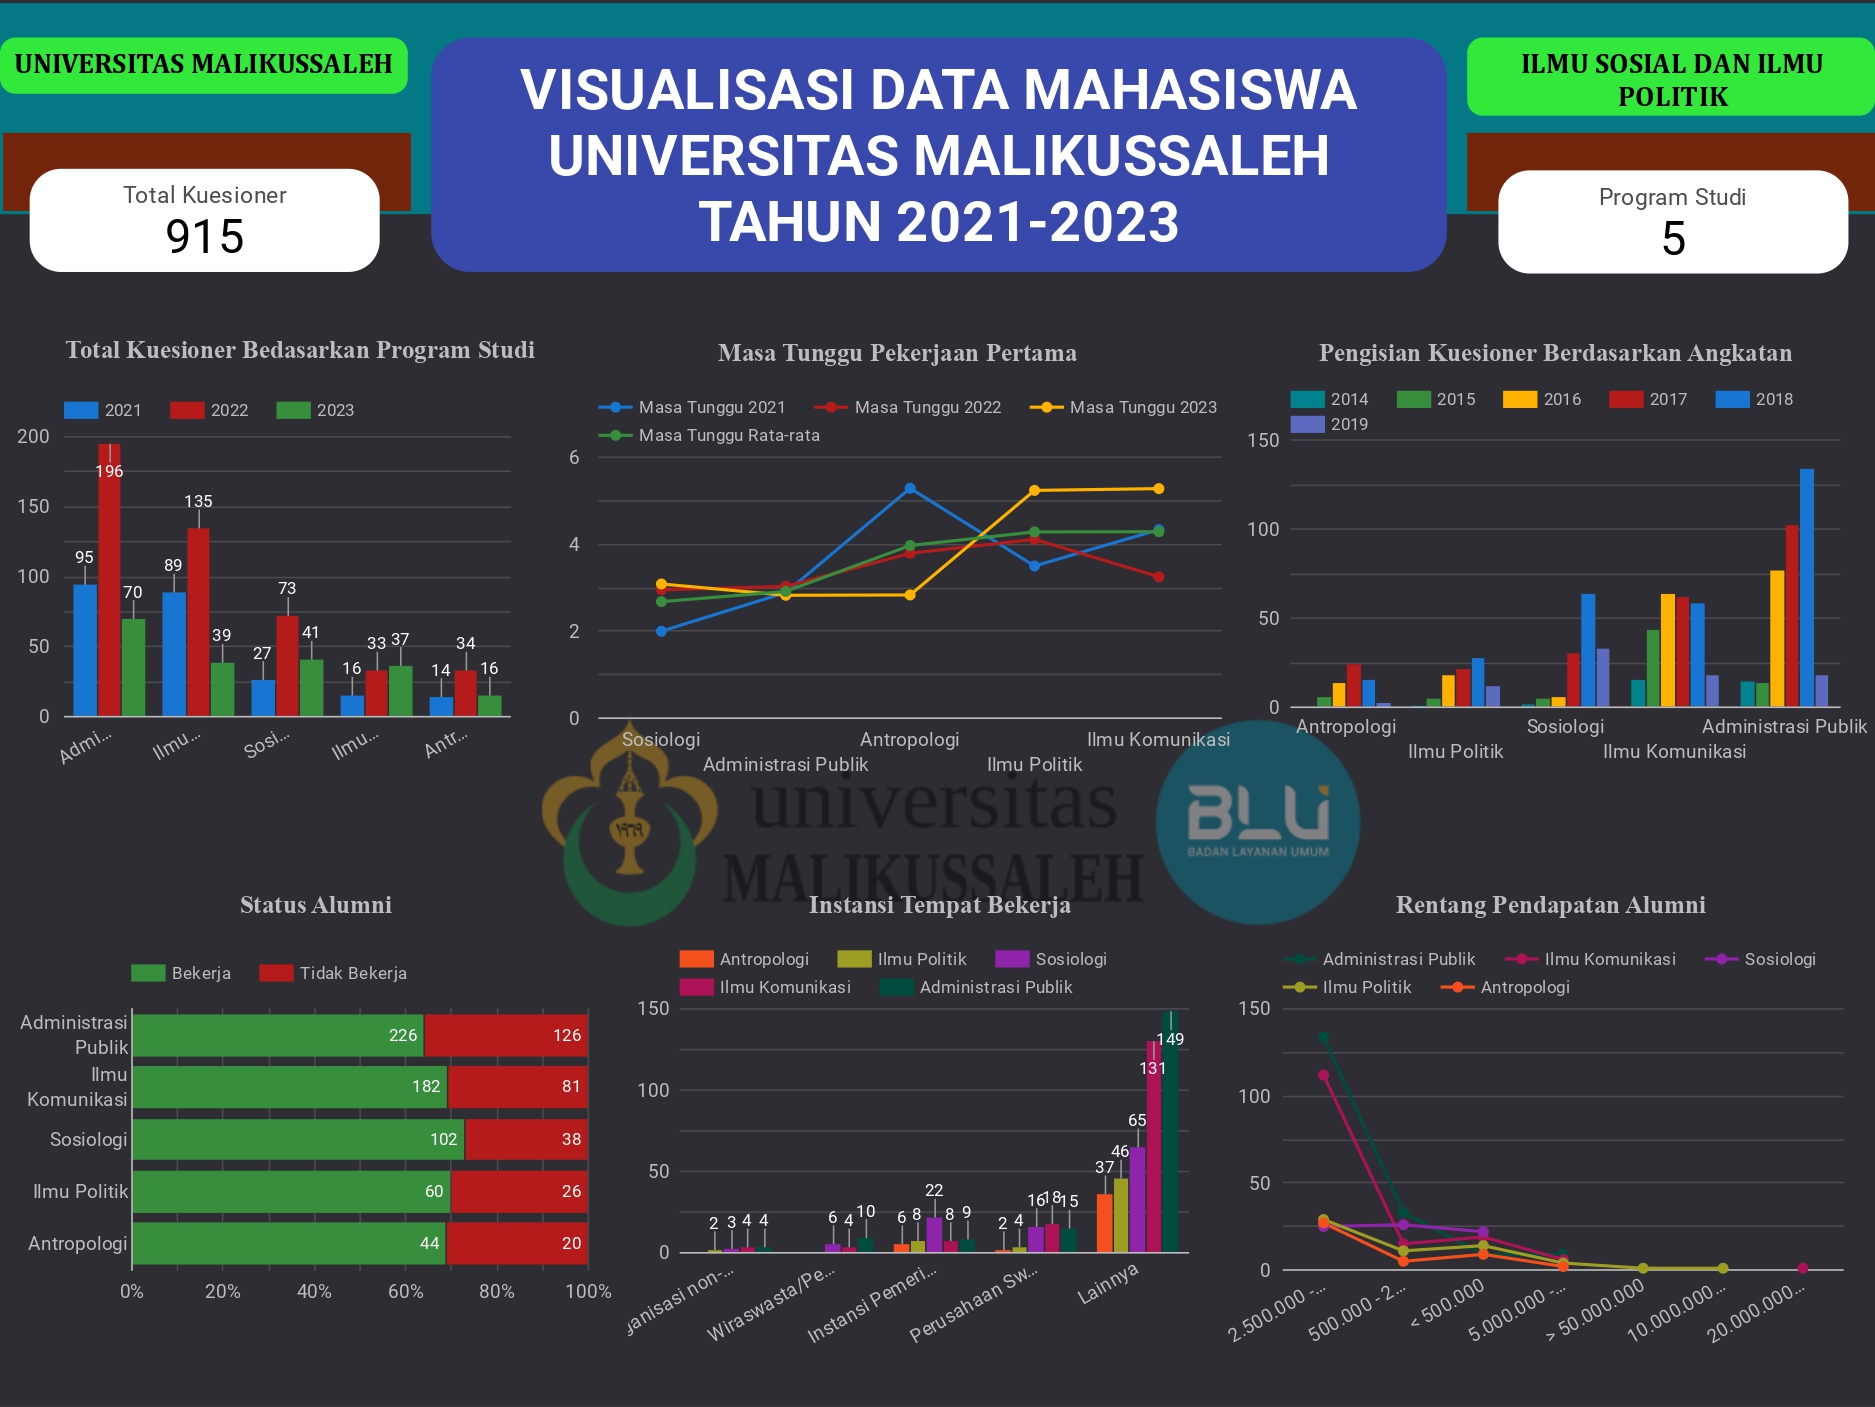 UNIVERSITAS MALIKUSSALEH
VISUALISASI DATA MAHASISWA
UNIVERSITAS MALIKUSSALEH
TAHUN 2021-2023
ILMU SOSIAL DAN ILMU
POLITIK
Total Kuesioner
915
Program Studi
5
Total Kuesioner Bedasarkan Program Studi
2021 2022 2023
200
150
100
50
0
95 196 70
89 135 39
27 73 41
16 33 37
14 34 16
Admi... Ilmu... Sosi... Ilmu... Antr...
Masa Tunggu Pekerjaan Pertama
Masa Tunggu 2021 Masa Tunggu 2022 Masa Tunggu 2023
Masa Tunggu Rata-rata
6
4
2
0
Sosiologi Antropologi Ilmu Komunikasi
Administrasi Publik Ilmu Politik
Pengisian Kuesioner Berdasarkan Angkatan
2014 2015 2016 2017 2018
2019
150
100
50
0
Antropologi Sosiologi Administrasi Publik
Ilmu Politik Ilmu Komunikasi
universitas
MALIKUSSALEH
١٩٦٩
BLU
BADAN LAYANAN UMUM
Status Alumni
Bekerja Tidak Bekerja
Administrasi
Publik
226 126
Ilmu
Komunikasi
182 81
Sosiologi 102 38
Ilmu Politik 60 26
Antropologi 44 20
0% 20% 40% 60% 80% 100%
Instansi Tempat Bekerja
Antropologi Ilmu Politik Sosiologi
Ilmu Komunikasi Administrasi Publik
150
100
50
0
2 3 4 4
6 4 10
6 8 22 8 9
2 4 16 18 15
37 46 65 131 149
ganisasi non-... Wiraswasta/Pe... Instansi Pemeri... Perusahaan Sw... Lainnya
Rentang Pendapatan Alumni
Administrasi Publik Ilmu Komunikasi Sosiologi
Ilmu Politik Antropologi
150
100
50
0
2.500.000 -... 500.000 - 2... < 500.000 5.000.000 -... > 50.000.000 10.000.000... 20.000.000...